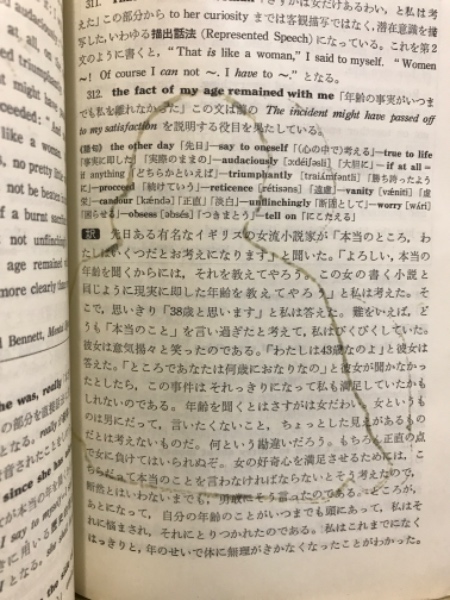 えた」この部分から to her curiosity までは客観描写ではなく, 潜在意識を描
写した, いわゆる描出話法 (Represented Speech) になっている。これを第2
文のように書くと, "That is like a woman," I said to myself. "Women
~! Of course I can not ~. I have to ~." となる。
312. the fact of my age remained with me 「年齢の事実がいつま
でも私を離れなかった」この文は前の The incident might have passed off
to my satisfaction を説明する役目を果たしている。
《語句》 the other day 「先日」—say to oneself 「(心の中で)考える」—true to life
「事実に即した」「実際のままの」—audaciously [ɔːdéiʃəsli] 「大胆に」—if at all=
if anything 「どちらかといえば」—triumphantly [traiʌ́mfəntli] 「勝ち誇ったよう
に」—proceed 「続けていう」—reticence [rétisəns] 「遠慮」—vanity [vǽniti] 「虚
栄」—candour [kǽndə] 「正直」「淡白」—unflinchingly 「断固として」—worry [wʌ́ri]
「困らせる」—obsess [əbsés] 「つきまとう」—tell on 「にこたえる」
訳 先日ある有名なイギリスの女流小説家が「本当のところ, わ
たしはいくつだとお考えになります」と聞いた。「よろしい, 本当の
年齢を聞くからには, それを教えてやろう, この女の書く小説と
同じように現実に即した年齢を教えてやろう」と私は考えた。そ
こで, 思いきり「38歳と思います」と私は答えた。難をいえば, ど
うも「本当のこと」を言い過ぎたと考えて, 私はびくびくしていた。
彼女は意気揚々と笑ったのである。「わたしは43歳なのよ」と彼女は
答えた。「ところであなたは何歳におなりなの」と彼女が聞かなかっ
たとしたら, この事件はそれっきりになって私も満足していたかも
しれないのである。年齢を聞くとはさすがは女だわい, 女というも
のは男にだって, 言いたくないこと, ちょっとした見えがあるもの
だとは考えないものだ。何という勘違いだろう。もちろん正直の点
で女に負けてはいられぬぞ。女の好奇心を満足させるためには, こ
ちらだって本当のことを言わなければならないとそう考えたので,
断然とはいわないまでも, 勇敢にそう言ったのである。ところが,
あとになって, 自分の年齢のことがいつまでも頭にあって, 私はそ
れに悩まされ, それにとりつかれたのである。私はこれまでになく
はっきりと, 年のせいで体に無理がきかなくなったことがわかった。